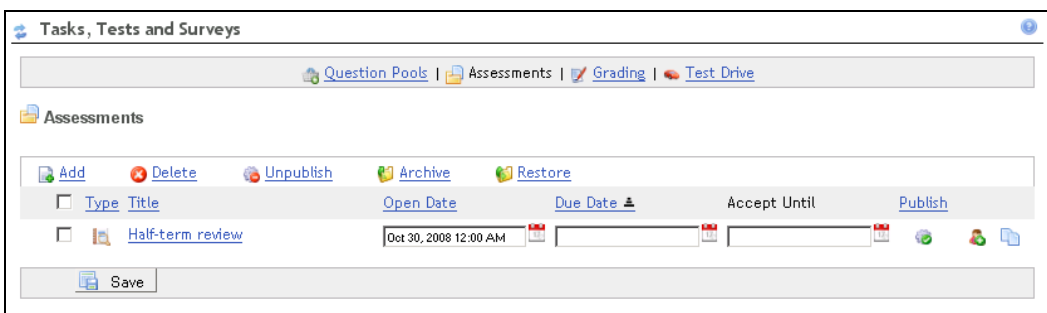 Tasks, Tests and Surveys
Question Pools | Assessments | Grading | Test Drive
Assessments
Add Delete Unpublish Archive Restore
Type Title Open Date Due Date Accept Until Publish
Half-term review Oct 30, 2008 12:00 AM
Save